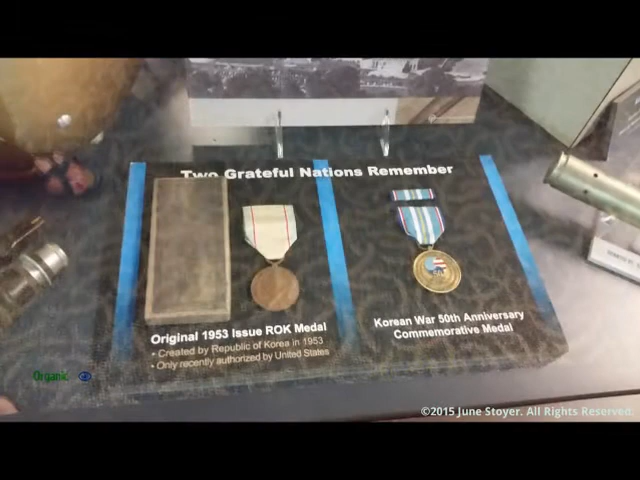 Two Grateful Nations Remember
Original 1953 Issue ROK Medal
• Created by Republic of Korea in 1953
• Only recently authorized by United States
Korean War 50th Anniversary
Commemorative Medal
Organic
©2015 June Stoyer. All Rights Reserved.